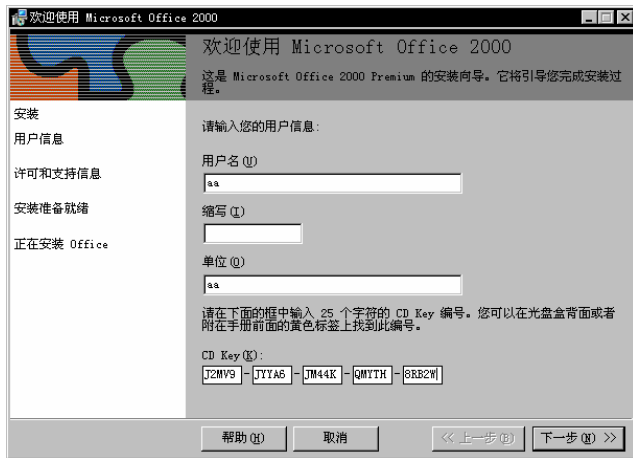 欢迎使用 Microsoft Office 2000
欢迎使用 Microsoft Office 2000
这是 Microsoft Office 2000 Premium 的安装向导。它将引导您完成安装过
程。
安装
用户信息
许可和支持信息
安装准备就绪
正在安装 Office
请输入您的用户信息:
用户名(U)
aa
缩写(I)
单位(O)
aa
请在下面的框中输入 25 个字符的 CD Key 编号。您可以在光盘盒背面或者
附在手册前面的黄色标签上找到此编号。
CD Key(K):
J2MV9 - JYYA6 - JM44K - QMYTH - 8RB2W
帮助(H) 取消 << 上一步(B) 下一步(N) >>